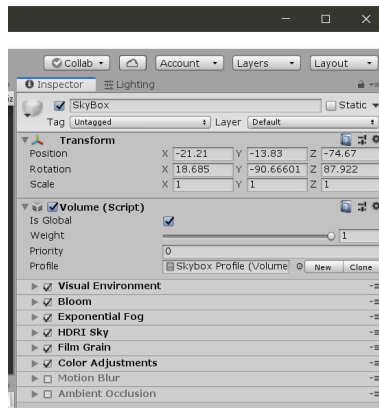 Collab Account Layers Layout
Inspector Lighting
SkyBox Static
Tag Untagged Layer Default
Transform
Position X -21.21 Y -13.83 Z -74.67
Rotation X 18.685 Y -90.66601 Z 87.922
Scale X 1 Y 1 Z 1
Volume (Script)
Is Global
Weight 1
Priority 0
Profile Skybox Profile (Volume New Clone
Visual Environment
Bloom
Exponential Fog
HDRI Sky
Film Grain
Color Adjustments
Motion Blur
Ambient Occlusion